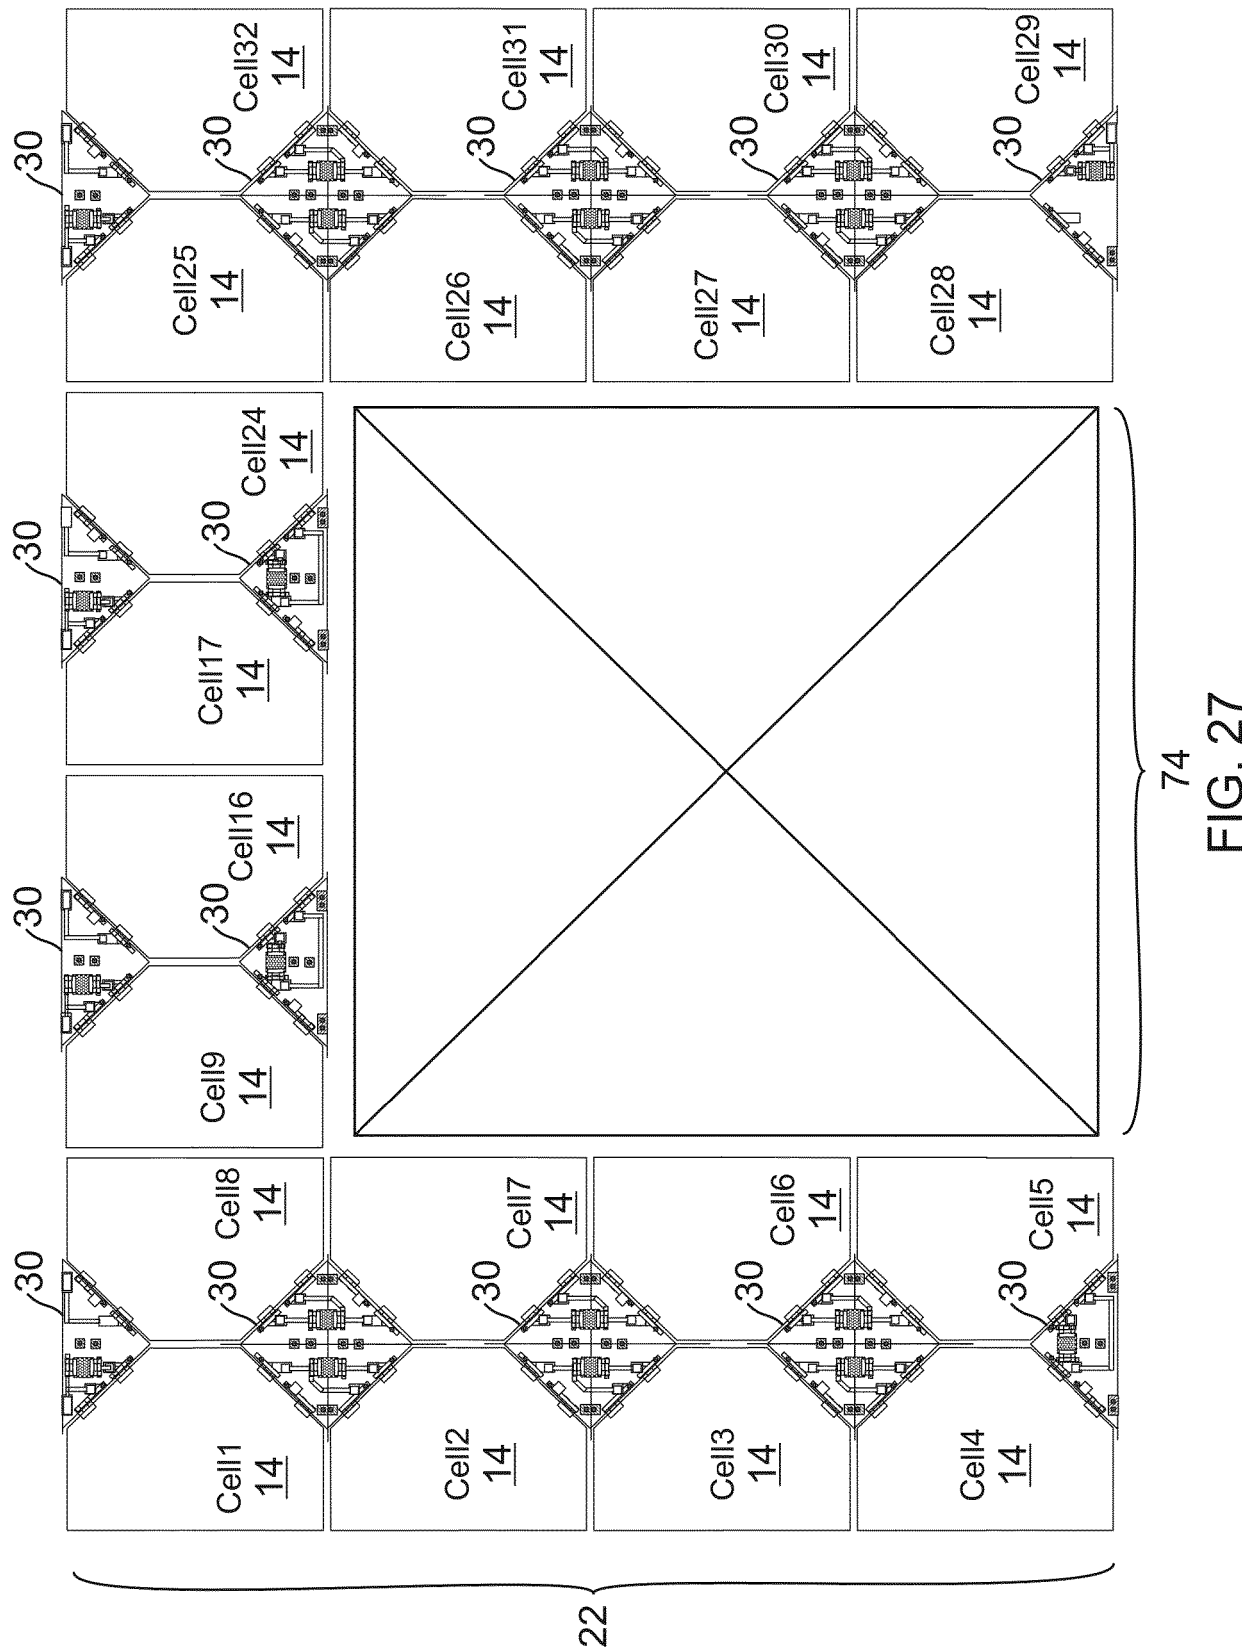 30 30 30 30
30 30 30 30
Cell1 Cell8 Cell9 Cell16 Cell17 Cell24 Cell25 Cell32
14 14 14 14 14 14 14 14
30 30
Cell2 Cell7 Cell26 Cell31
14 14 14 14
22
30 30
Cell3 Cell6 Cell27 Cell30
14 14 14 14
30 30
Cell4 Cell5 Cell28 Cell29
14 14 14 14
74
FIG. 27